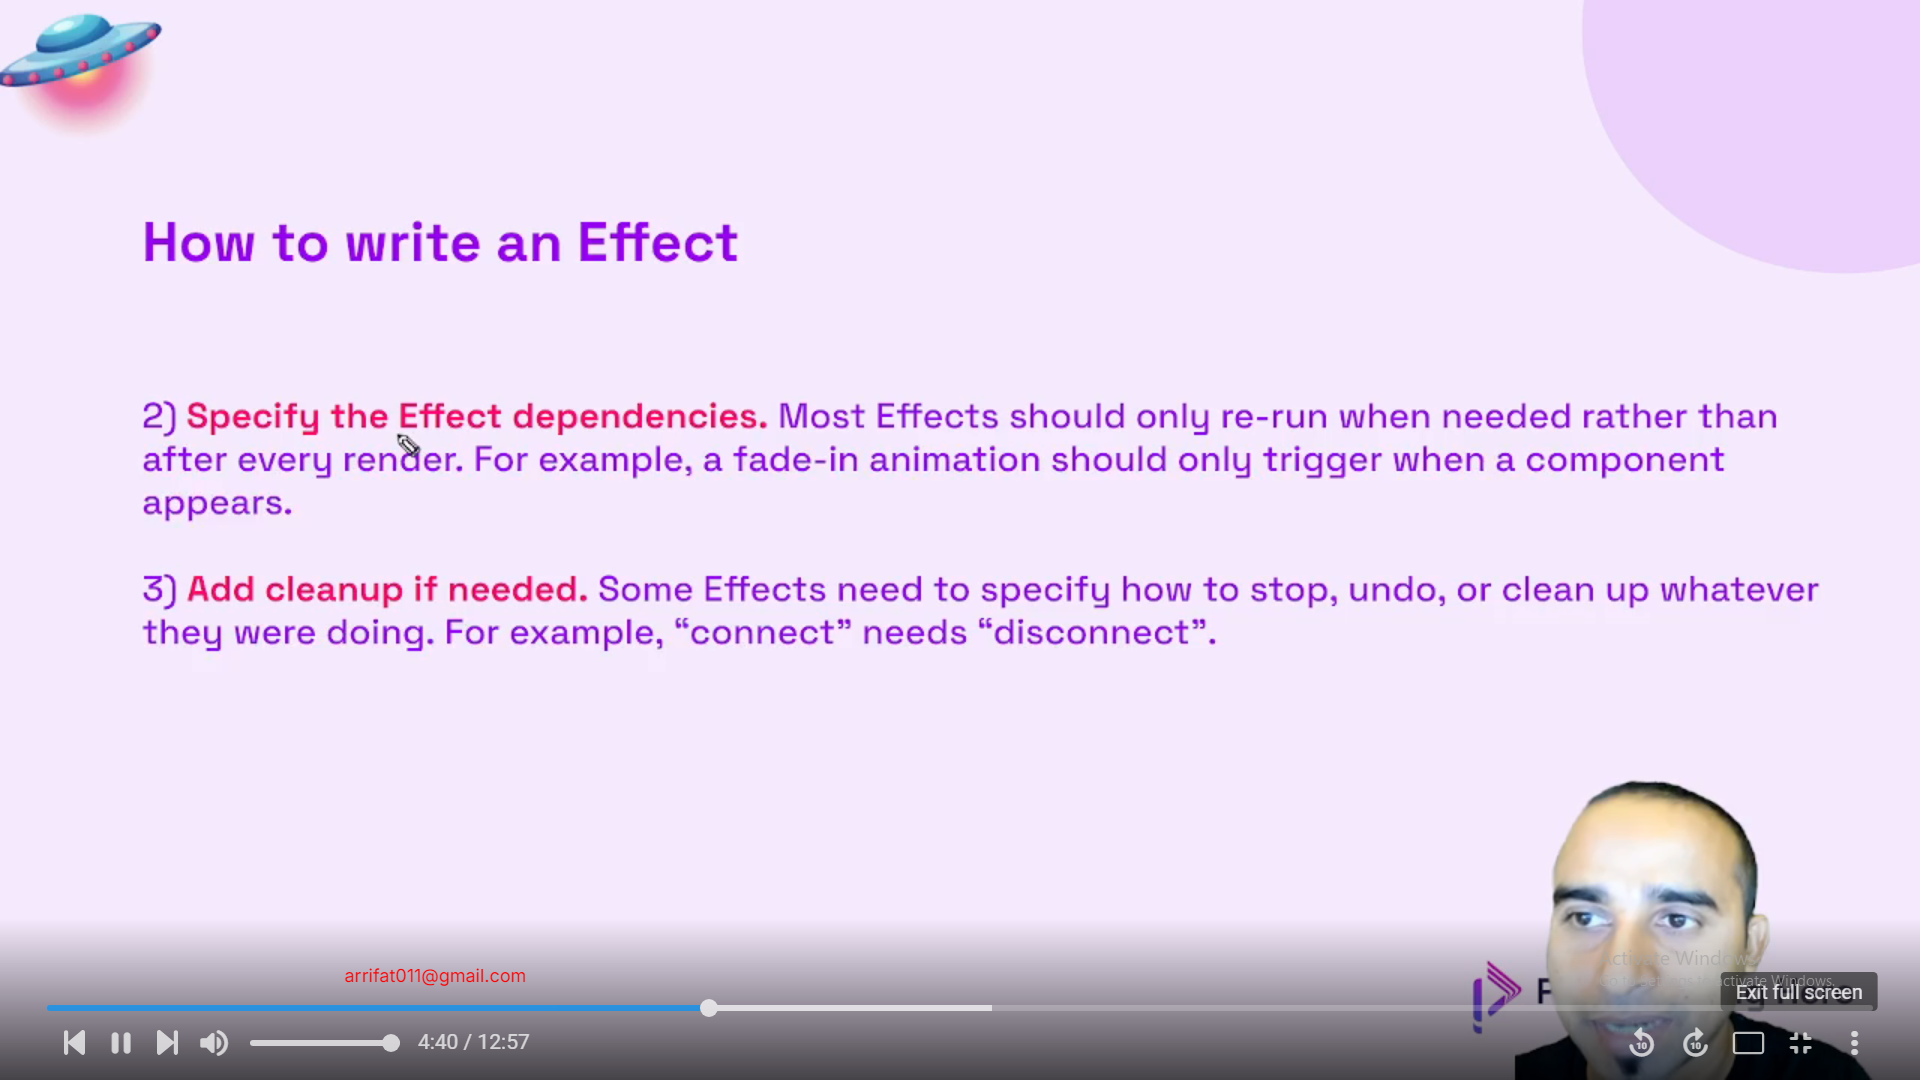 How to write an Effect
2) Specify the Effect dependencies. Most Effects should only re-run when needed rather than
after every render. For example, a fade-in animation should only trigger when a component
appears.
3) Add cleanup if needed. Some Effects need to specify how to stop, undo, or clean up whatever
they were doing. For example, “connect” needs “disconnect”.
arrifat011@gmail.com
Activate Windows
Exit full screen
4:40 / 12:57
10
10